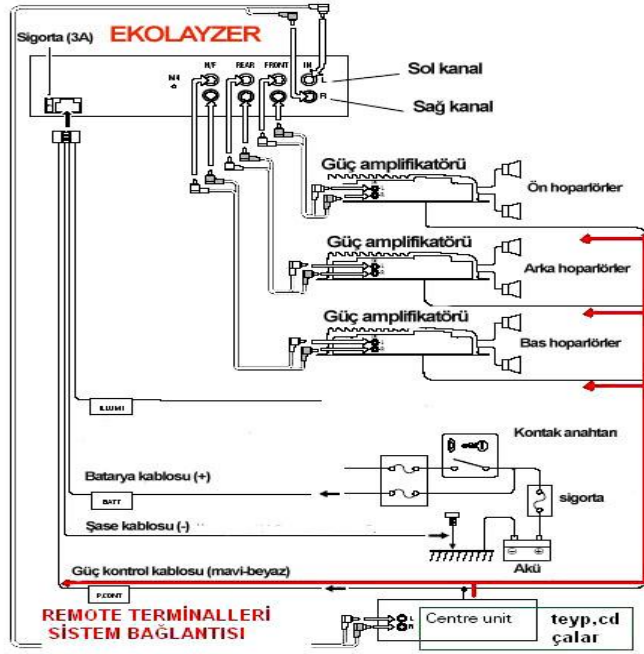 Sigorta (3A)
EKOLAYZER
N/F
REAR
FRONT
IN
L
R
Sol kanal
Sağ kanal
Güç amplifikatörü
Ön hoparlörler
Güç amplifikatörü
Arka hoparlörler
Güç amplifikatörü
Bas hoparlörler
ILLUMI
Kontak anahtarı
Batarya kablosu (+)
BATT
sigorta
Şase kablosu (-)
Akü
Güç kontrol kablosu (mavi-beyaz)
P.CONT
REMOTE TERMİNALLERİ
SİSTEM BAĞLANTISI
L
R
Centre unit
teyp,cd
çalar